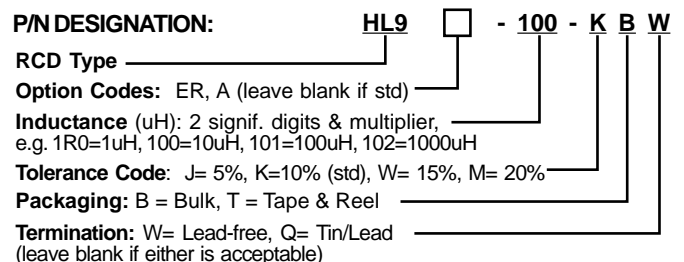 P/N DESIGNATION: HL9 - 100 - K B W
RCD Type
Option Codes: ER, A (leave blank if std)
Inductance (uH): 2 signif. digits & multiplier,
e.g. 1R0=1uH, 100=10uH, 101=100uH, 102=1000uH
Tolerance Code: J= 5%, K=10% (std), W= 15%, M= 20%
Packaging: B = Bulk, T = Tape & Reel
Termination: W= Lead-free, Q= Tin/Lead
(leave blank if either is acceptable)